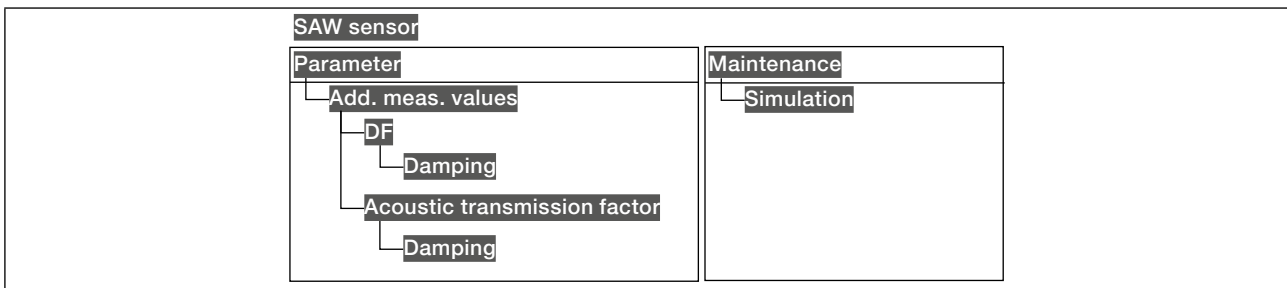 SAW sensor
Parameter
Add. meas. values
DF
Damping
Acoustic transmission factor
Damping
Maintenance
Simulation